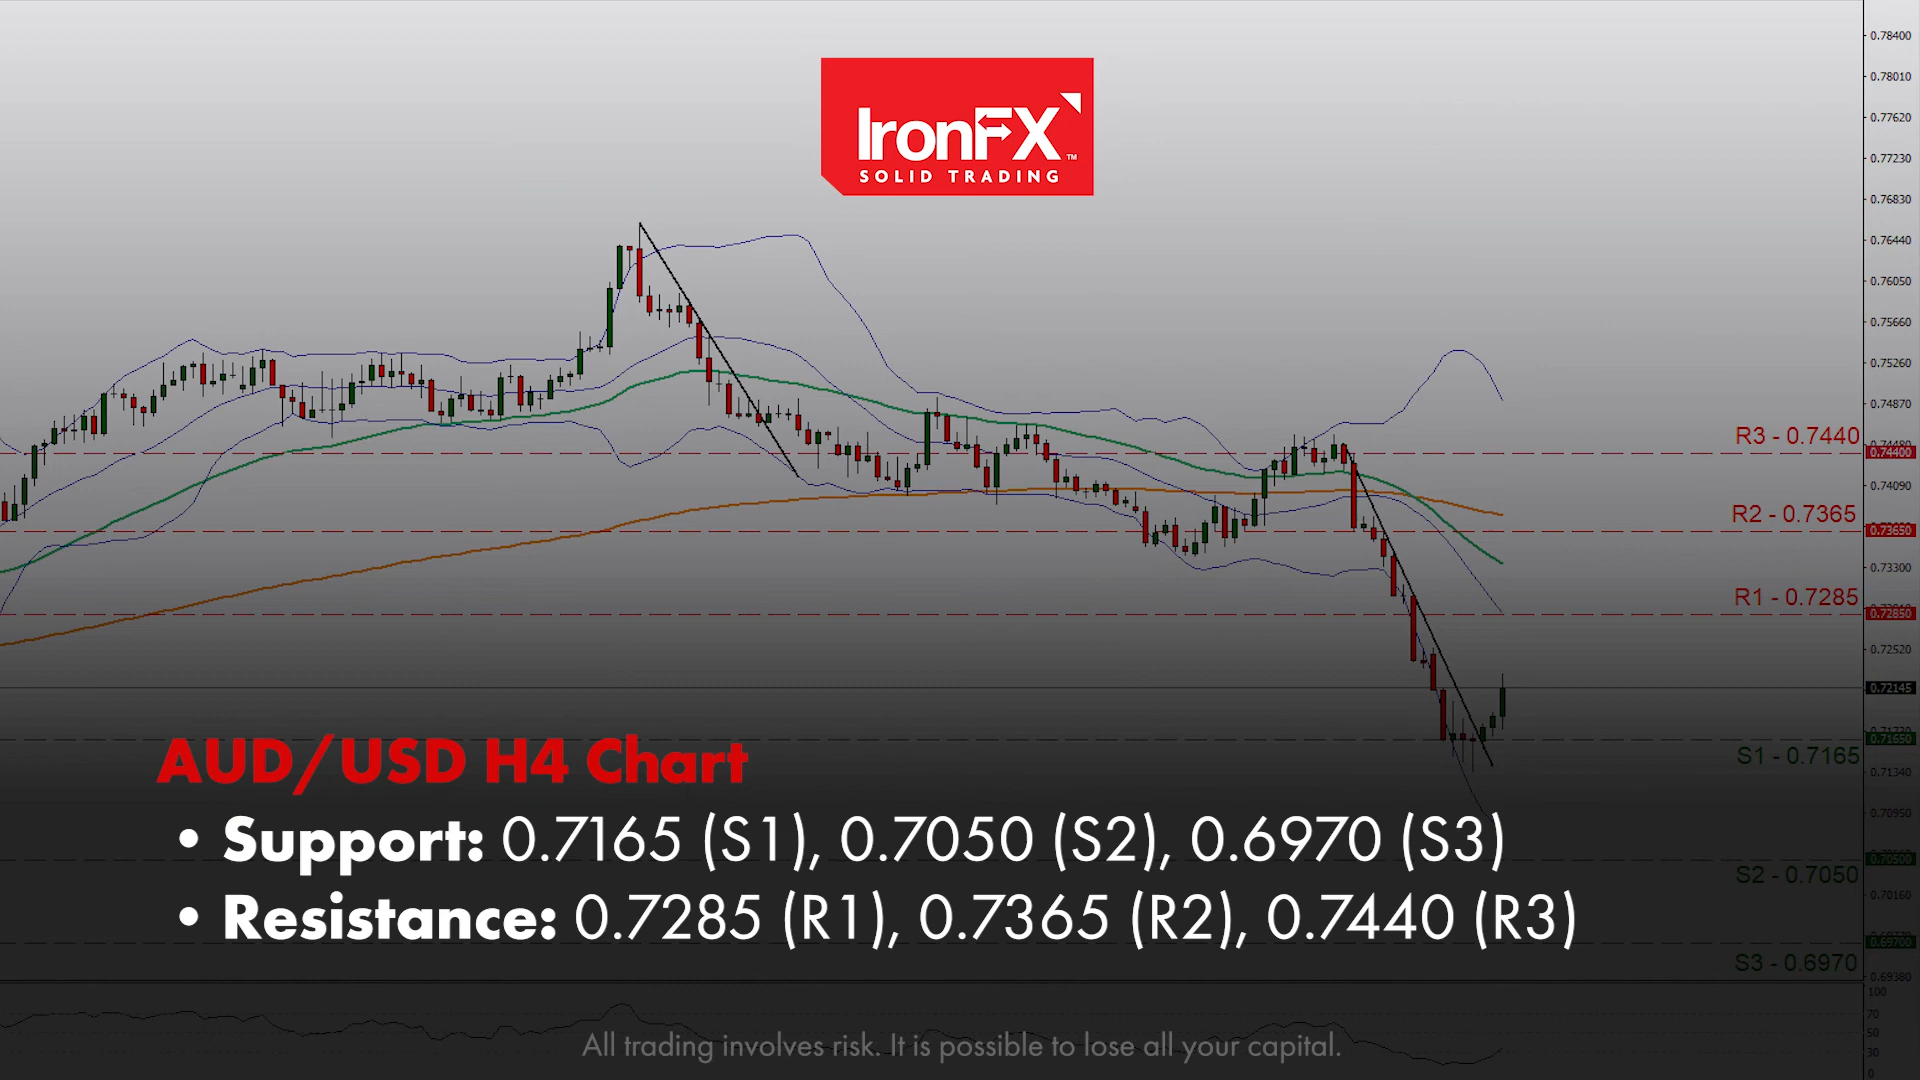 IronFX™
SOLID TRADING
0.78400
0.78010
0.77620
0.77230
0.76830
0.76440
0.76050
0.75660
0.75260
0.74870
R3 - 0.7440
0.74400
0.74090
R2 - 0.7365
0.73650
0.73300
R1 - 0.7285
0.72850
0.72520
0.72145
0.71650
S1 - 0.7165
0.71340
0.70950
0.70500
S2 - 0.7050
0.70160
0.69700
S3 - 0.6970
0.69380
AUD/USD H4 Chart
• Support: 0.7165 (S1), 0.7050 (S2), 0.6970 (S3)
• Resistance: 0.7285 (R1), 0.7365 (R2), 0.7440 (R3)
100
70
50
30
0
All trading involves risk. It is possible to lose all your capital.